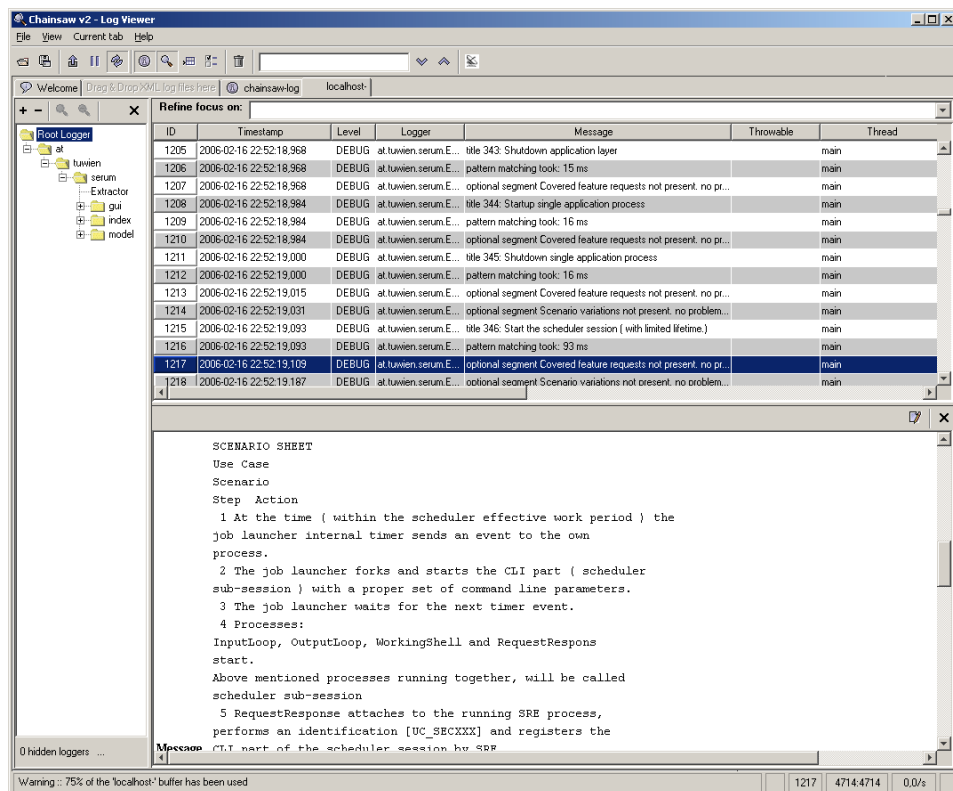 Chainsaw v2 - Log Viewer
File View Current tab Help
Welcome Drag & Drop XML log files here chainsaw-log localhost-
Refine focus on:
Root Logger
at
tuwien
serum
Extractor
gui
index
model
0 hidden loggers ...
ID Timestamp Level Logger Message Throwable Thread
1205 2006-02-16 22:52:18,968 DEBUG at.tuwien.serum.E... title 343: Shutdown application layer main
1206 2006-02-16 22:52:18,968 DEBUG at.tuwien.serum.E... pattern matching took: 15 ms main
1207 2006-02-16 22:52:18,968 DEBUG at.tuwien.serum.E... optional segment Covered feature requests not present. no pr... main
1208 2006-02-16 22:52:18,984 DEBUG at.tuwien.serum.E... title 344: Startup single application process main
1209 2006-02-16 22:52:18,984 DEBUG at.tuwien.serum.E... pattern matching took: 16 ms main
1210 2006-02-16 22:52:18,984 DEBUG at.tuwien.serum.E... optional segment Covered feature requests not present. no pr... main
1211 2006-02-16 22:52:19,000 DEBUG at.tuwien.serum.E... title 345: Shutdown single application process main
1212 2006-02-16 22:52:19,000 DEBUG at.tuwien.serum.E... pattern matching took: 16 ms main
1213 2006-02-16 22:52:19,015 DEBUG at.tuwien.serum.E... optional segment Covered feature requests not present. no pr... main
1214 2006-02-16 22:52:19,031 DEBUG at.tuwien.serum.E... optional segment Scenario variations not present. no problem... main
1215 2006-02-16 22:52:19,093 DEBUG at.tuwien.serum.E... title 346: Start the scheduler session ( with limited lifetime.) main
1216 2006-02-16 22:52:19,093 DEBUG at.tuwien.serum.E... pattern matching took: 93 ms main
1217 2006-02-16 22:52:19,109 DEBUG at.tuwien.serum.E... optional segment Covered feature requests not present. no pr... main
1218 2006-02-16 22:52:19,187 DEBUG at.tuwien.serum.E... optional segment Scenario variations not present. no problem... main
SCENARIO SHEET
Use Case
Scenario
Step Action
1 At the time ( within the scheduler effective work period ) the
job launcher internal timer sends an event to the own
process.
2 The job launcher forks and starts the CLI part ( scheduler
sub-session ) with a proper set of command line parameters.
3 The job launcher waits for the next timer event.
4 Processes:
InputLoop, OutputLoop, WorkingShell and RequestRespons
start.
Above mentioned processes running together, will be called
scheduler sub-session
5 RequestResponse attaches to the running SRE process,
performs an identification [UC_SECXXX] and registers the
Message CLI part of the scheduler session by SRE
Warning :: 75% of the 'localhost-' buffer has been used 1217 4714:4714 0,0/s